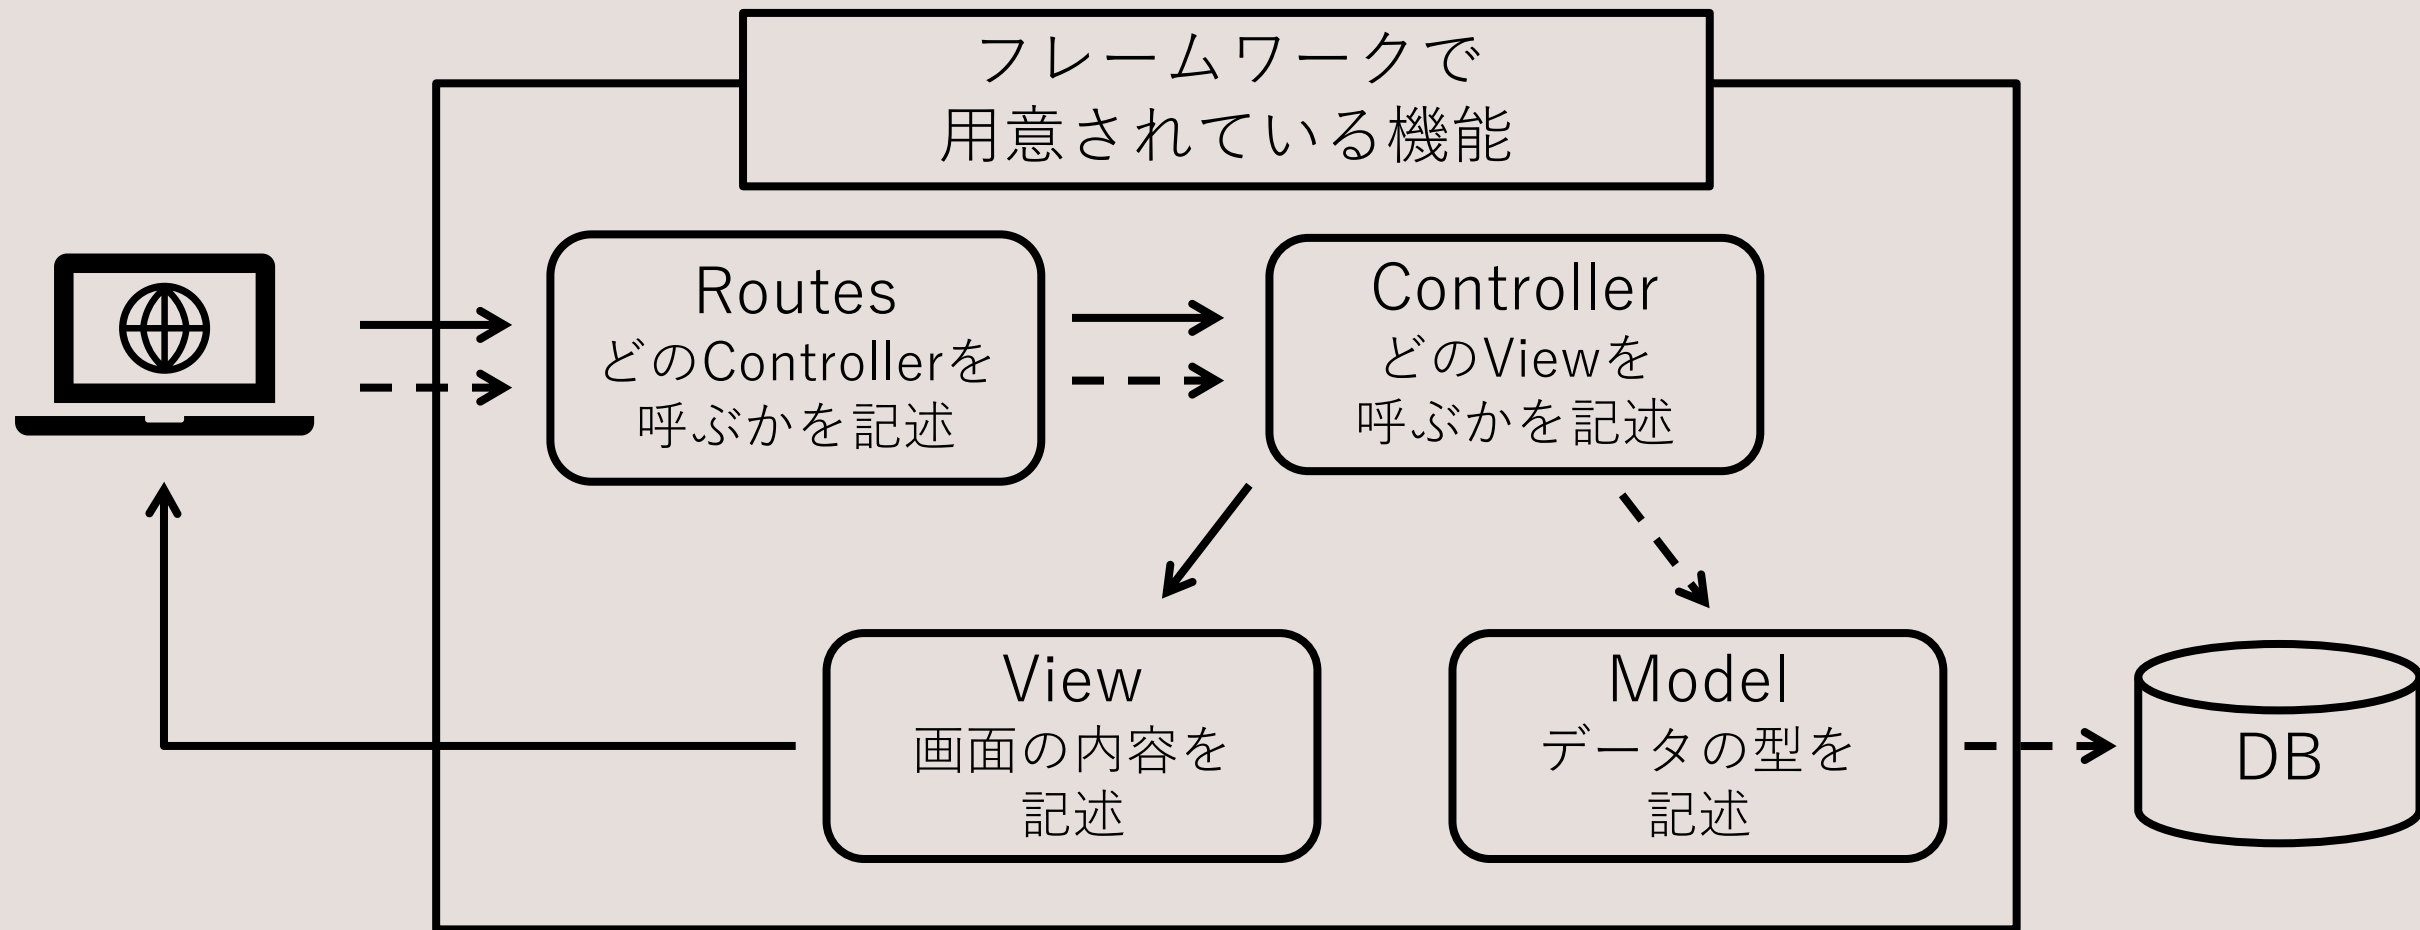 フレームワークで
用意されている機能
Routes
どのControllerを
呼ぶかを記述
Controller
どのViewを
呼ぶかを記述
View
画面の内容を
記述
Model
データの型を
記述
DB